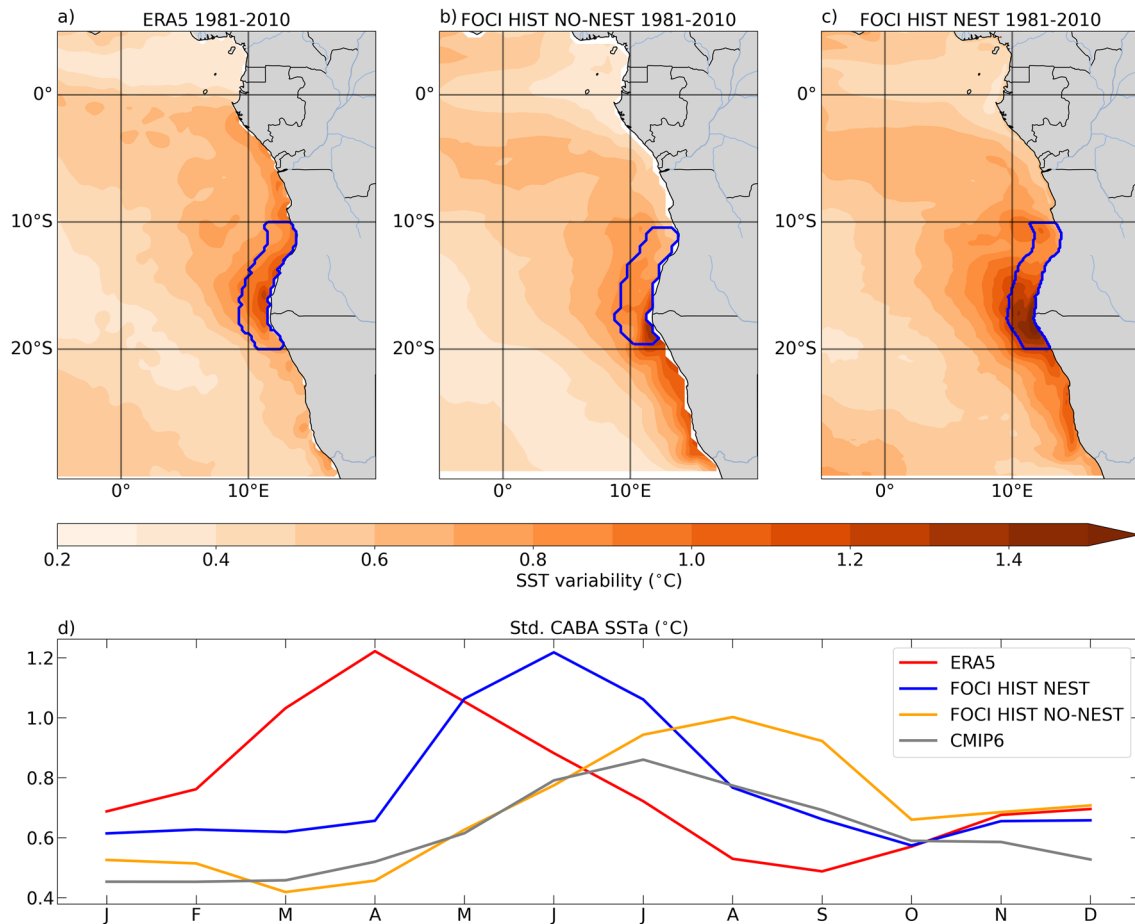 a) ERA5 1981-2010
b) FOCI HIST NO-NEST 1981-2010
c) FOCI HIST NEST 1981-2010
0° 0° 0°
10°S 10°S 10°S
20°S 20°S 20°S
0° 10°E 0° 10°E 0° 10°E
0.2 0.4 0.6 0.8 1.0 1.2 1.4
SST variability (°C)
d) Std. CABA SSTa (°C)
1.2
1.0
0.8
0.6
0.4
ERA5
FOCI HIST NEST
FOCI HIST NO-NEST
CMIP6
J F M A M J J A S O N D